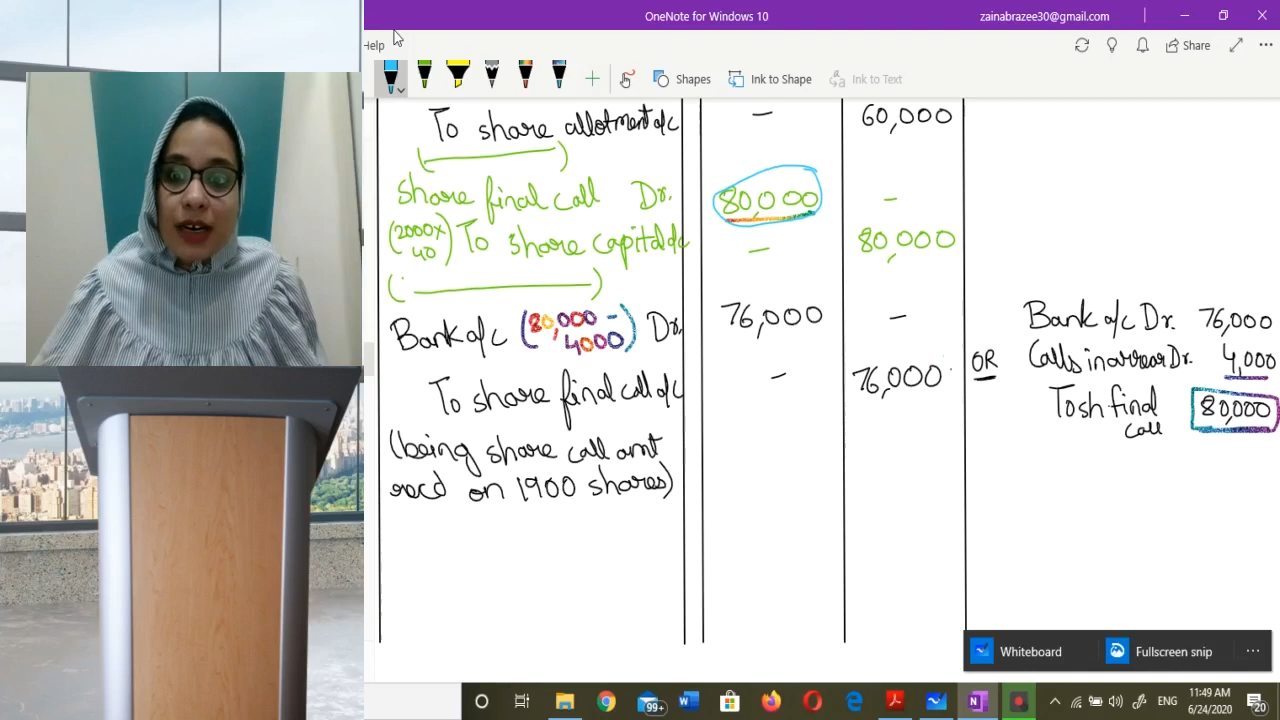 OneNote for Windows 10
zainabrazee30@gmail.com
Help
Share
Shapes
Ink to Shape
Ink to Text
To share allotment a/c - 60,000
Share final call Dr. 80,000 -
(2000x40) To share capital a/c - 80,000
Bank a/c (80,000 - 4000) Dr. 76,000 -
To share final call a/c - 76,000
(being share call amt
recd on 1900 shares)
OR
Bank a/c Dr. 76,000
Calls in arrear Dr. 4,000
To sh final call 80,000
Whiteboard
Fullscreen snip
99+
ENG
11:49 AM
6/24/2020
20